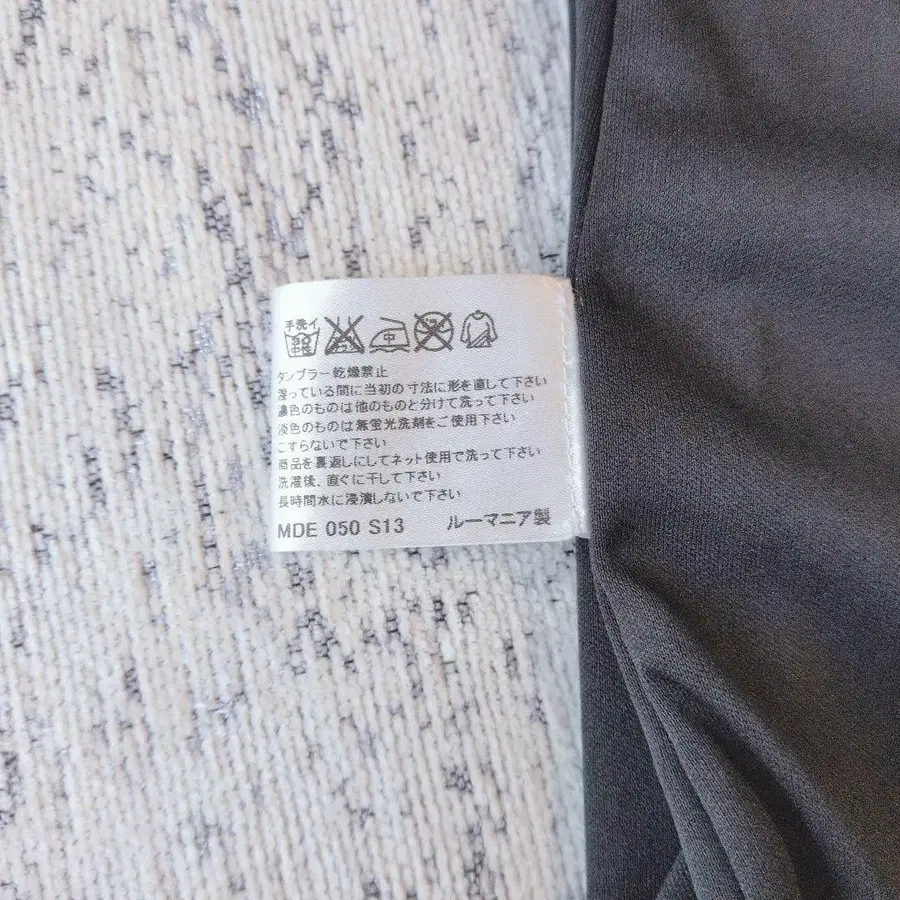 手洗イ
中性
中
タンブラー乾燥禁止
湿っている間に当初の寸法に形を直して下さい
濃色のものは他のものと分けて洗って下さい
淡色のものは無蛍光洗剤をご使用下さい
こすらないで下さい
商品を裏返しにしてネット使用で洗って下さい
洗濯後、直ぐに干して下さい
長時間水に浸漬しないで下さい
MDE 050 S13 ルーマニア製